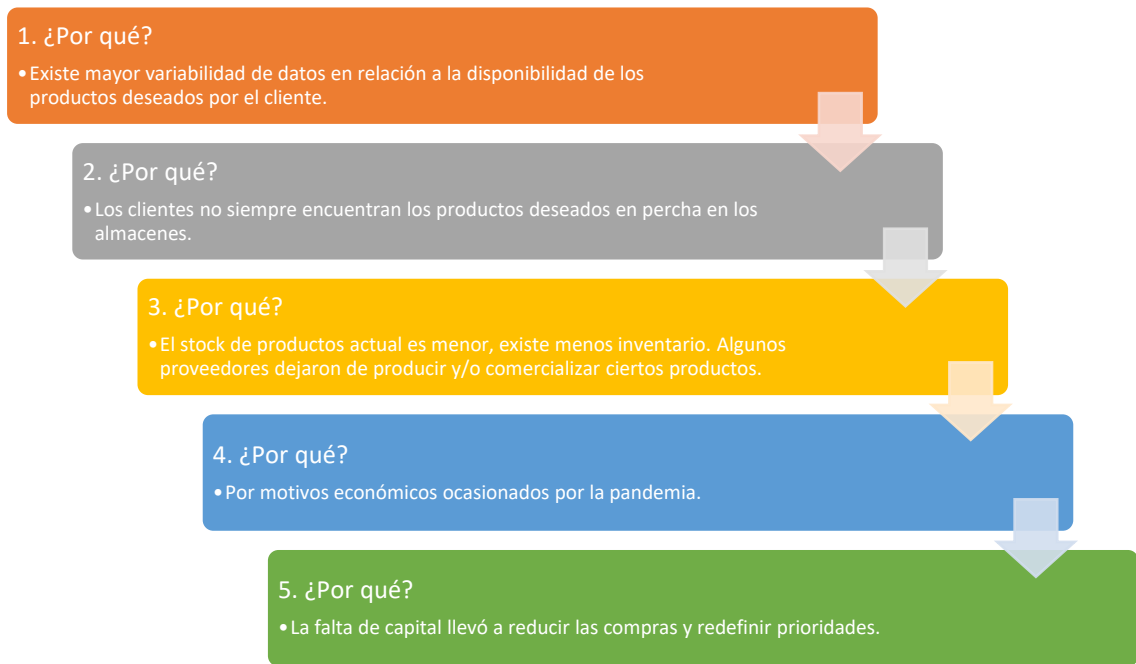 1. ¿Por qué?
•Existe mayor variabilidad de datos en relación a la disponibilidad de los
productos deseados por el cliente.
2. ¿Por qué?
•Los clientes no siempre encuentran los productos deseados en percha en los
almacenes.
3. ¿Por qué?
•El stock de productos actual es menor, existe menos inventario. Algunos
proveedores dejaron de producir y/o comercializar ciertos productos.
4. ¿Por qué?
•Por motivos económicos ocasionados por la pandemia.
5. ¿Por qué?
•La falta de capital llevó a reducir las compras y redefinir prioridades.